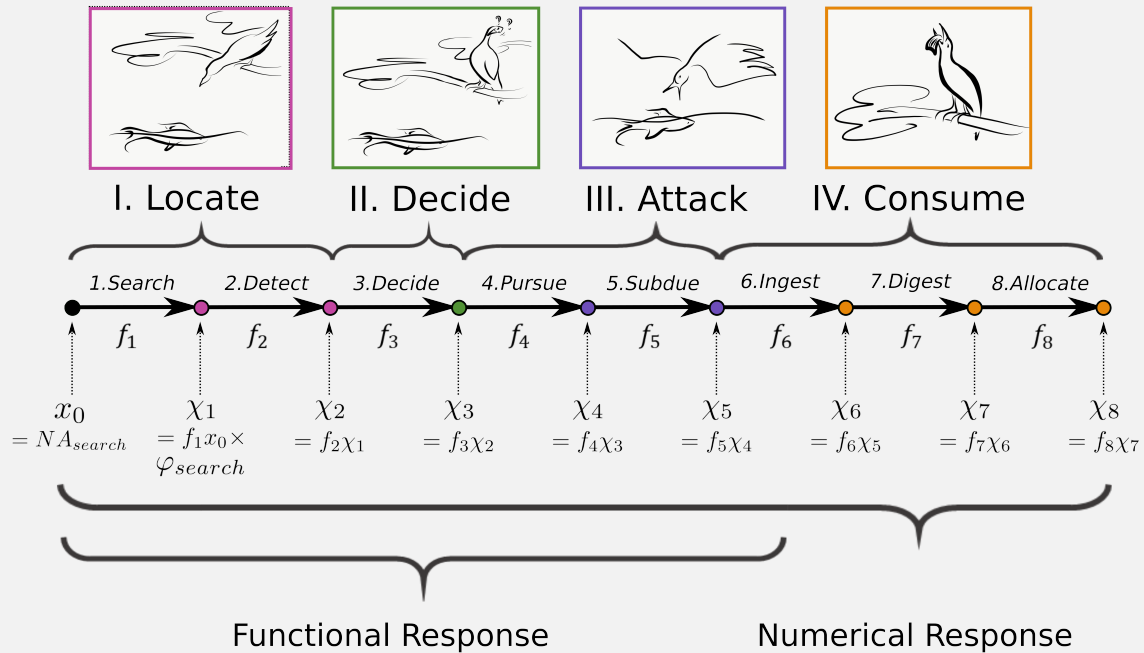 I. Locate
II. Decide
III. Attack
IV. Consume
1.Search
2.Detect
3.Decide
4.Pursue
5.Subdue
6.Ingest
7.Digest
8.Allocate
f₁
f₂
f₃
f₄
f₅
f₆
f₇
f₈
x₀
= NA_search
χ₁
= f₁x₀×
φ_search
χ₂
= f₂χ₁
χ₃
= f₃χ₂
χ₄
= f₄χ₃
χ₅
= f₅χ₄
χ₆
= f₆χ₅
χ₇
= f₇χ₆
χ₈
= f₈χ₇
Functional Response
Numerical Response